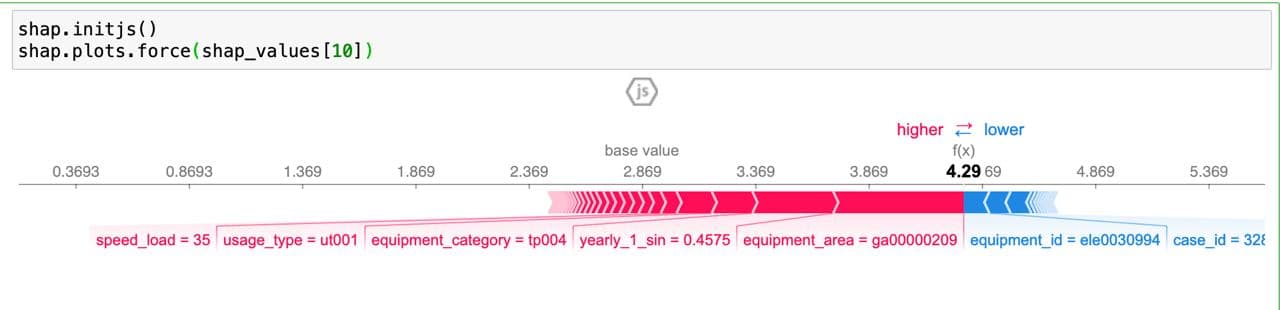 shap.initjs()
shap.plots.force(shap_values[10])
js
higher lower
base value f(x)
0.3693 0.8693 1.369 1.869 2.369 2.869 3.369 3.869 4.29 69 4.869 5.369
speed_load = 35 usage_type = ut001 equipment_category = tp004 yearly_1_sin = 0.4575 equipment_area = ga00000209 equipment_id = ele0030994 case_id = 328